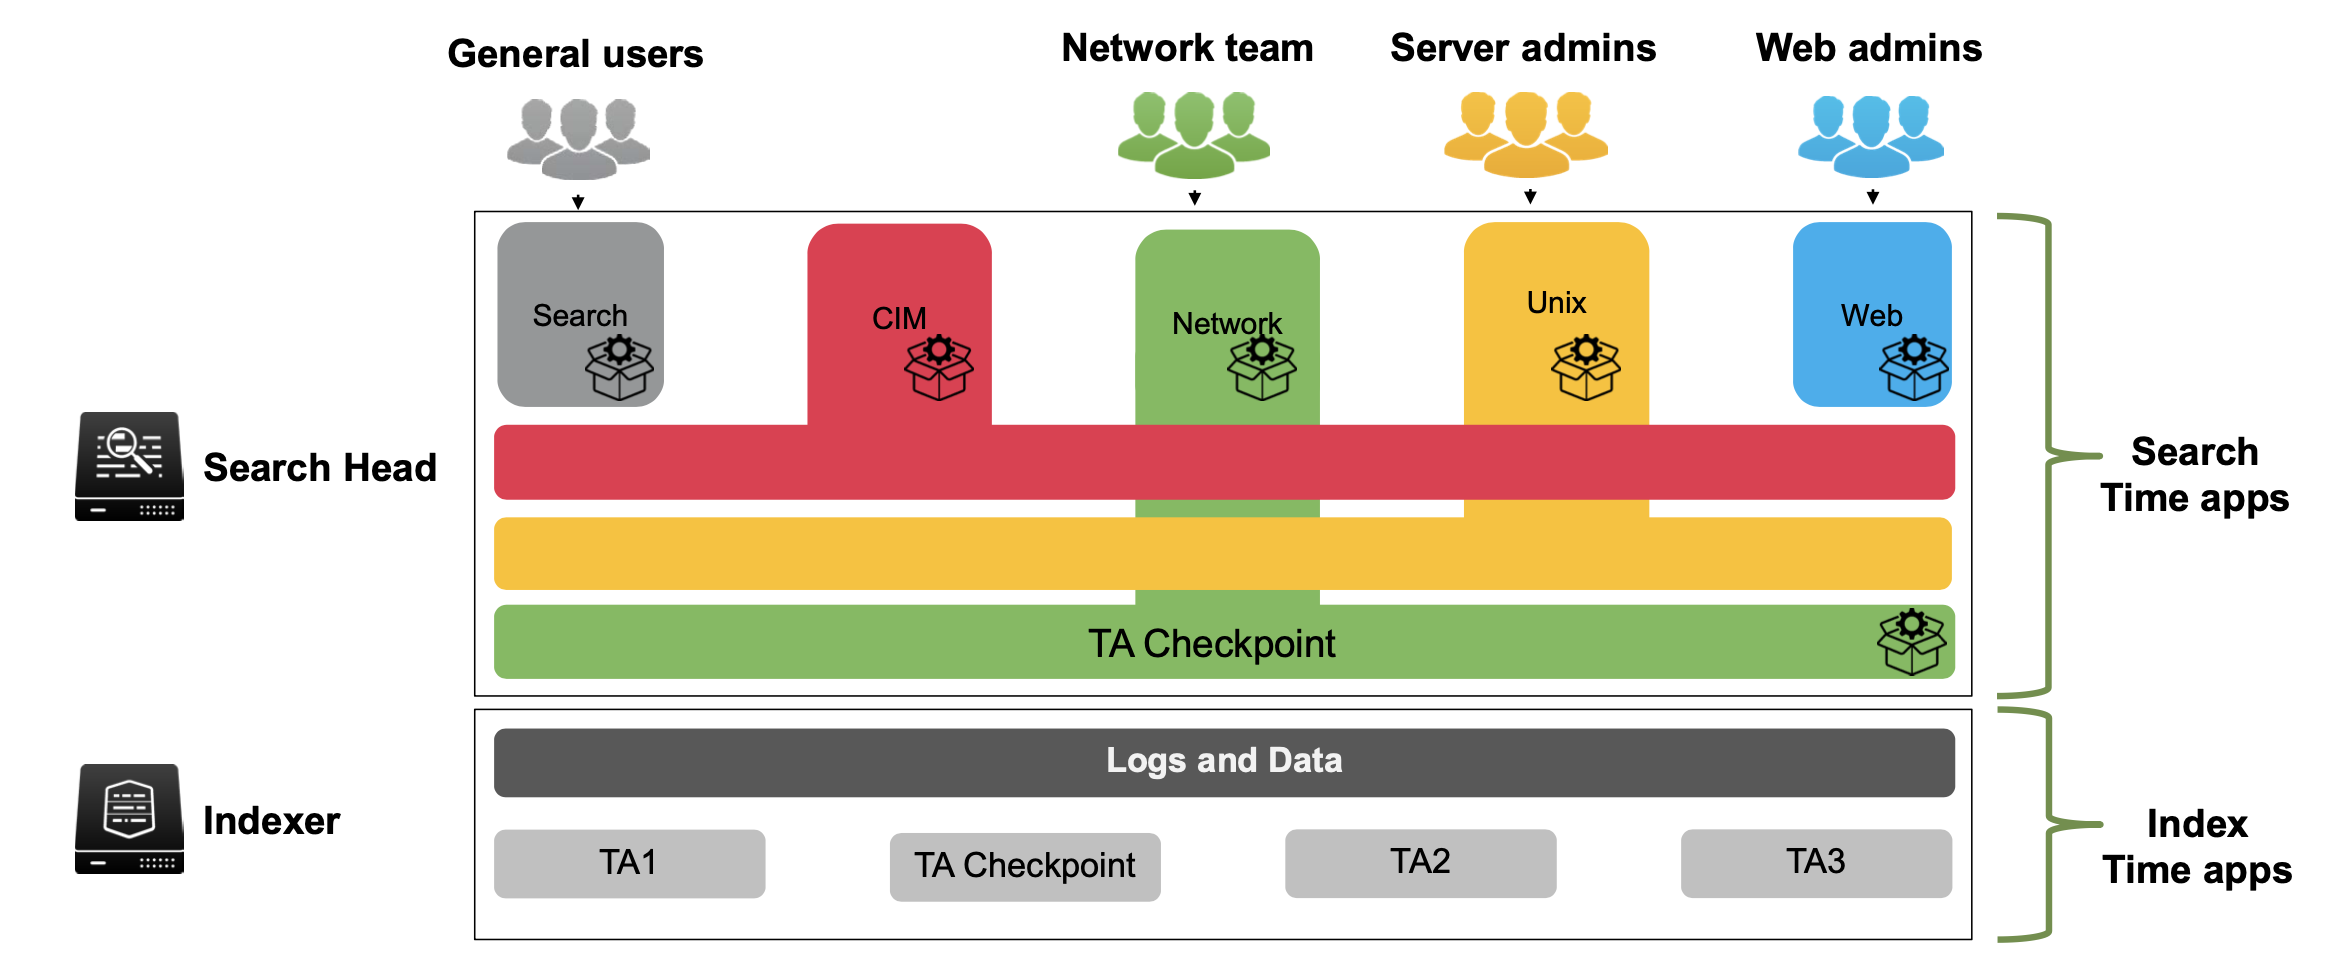 General users
Network team
Server admins
Web admins
Search
CIM
Network
Unix
Web
Search Head
Search
Time apps
TA Checkpoint
Logs and Data
Indexer
TA1
TA Checkpoint
TA2
TA3
Index
Time apps